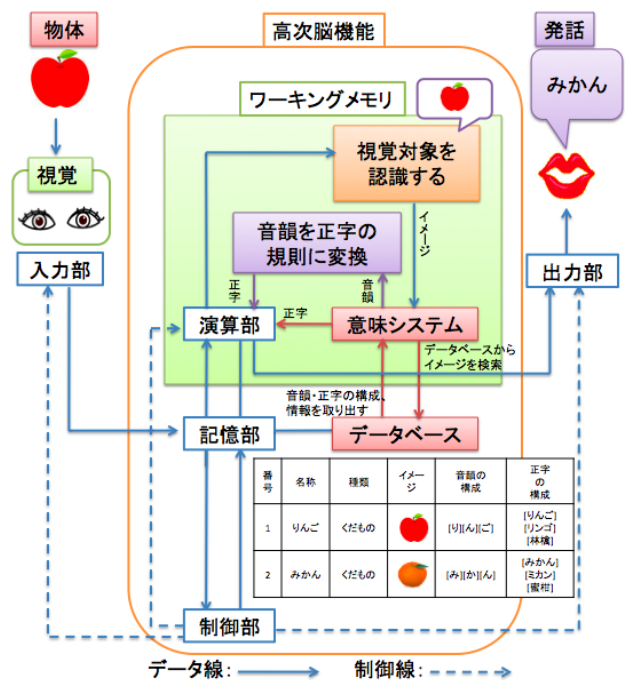 物体
高次脳機能
発話
みかん
ワーキングメモリ
視覚
視覚対象を
認識する
イメージ
音韻を正字の
規則に変換
入力部
出力部
正字
音韻
演算部
正字
意味システム
データベースから
イメージを検索
音韻・正字の構成、
情報を取り出す
記憶部
データベース
番号 名称 種類 イメージ 音韻の構成 正字の構成
1 りんご くだもの [り][ん][ご] [りんご]
[リンゴ]
[林檎]
2 みかん くだもの [み][か][ん] [みかん]
[ミカン]
[蜜柑]
制御部
データ線: 制御線: